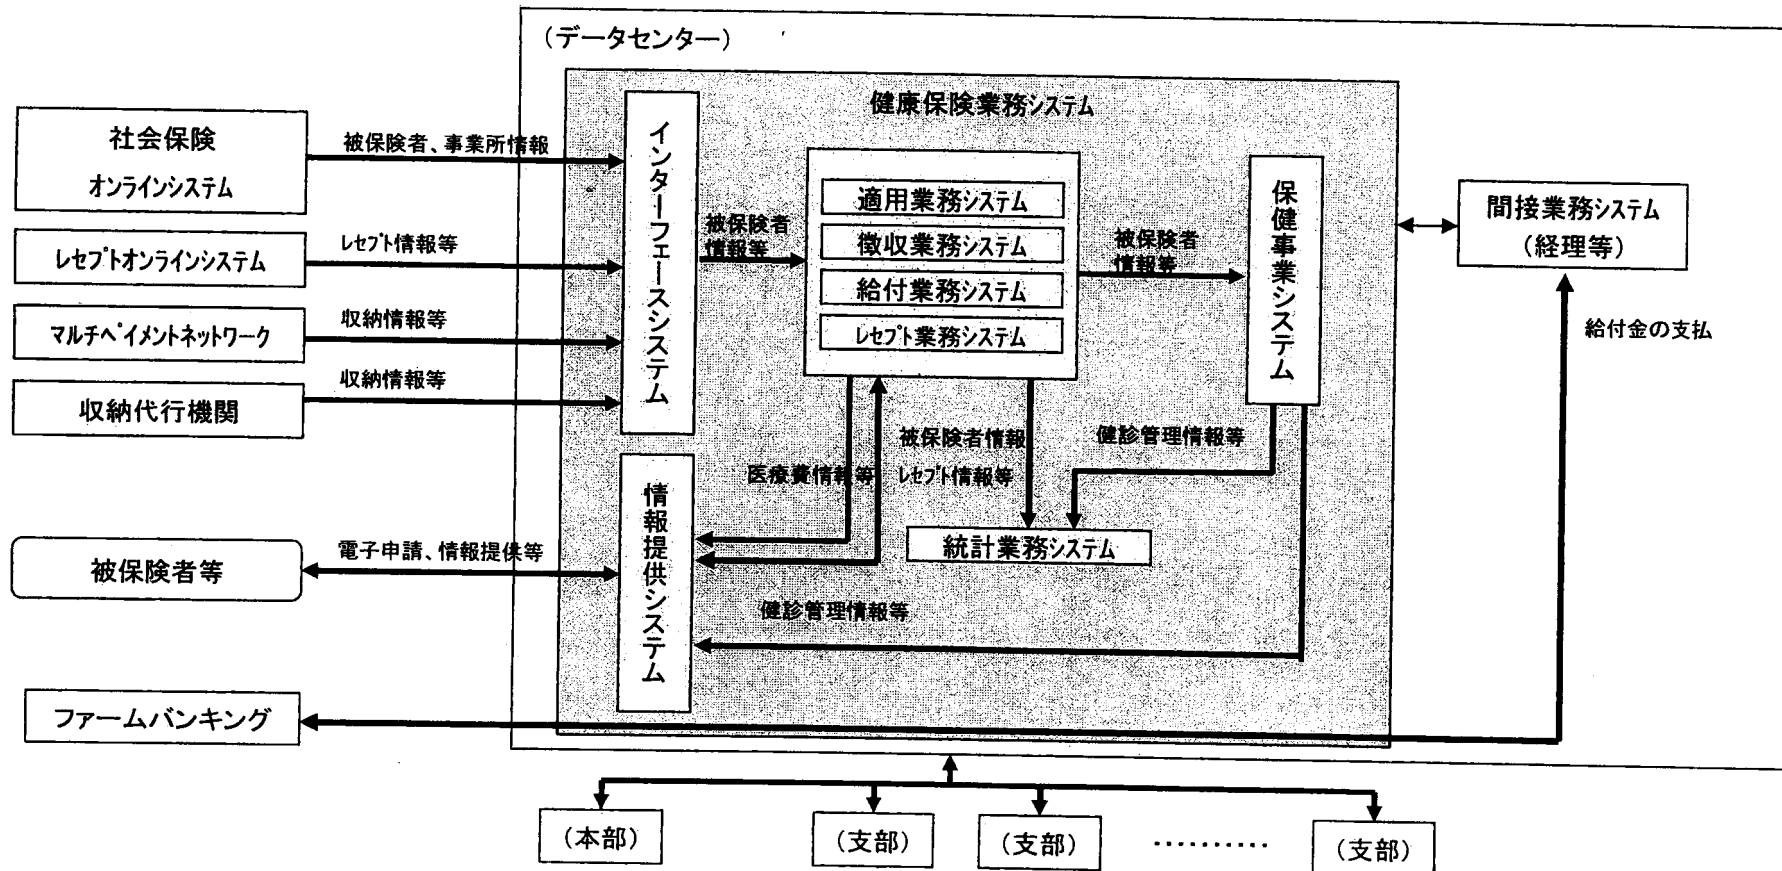 （データセンター）
健康保険業務システム
社会保険
オンラインシステム
被保険者、事業所情報
レセプトオンラインシステム
レセプト情報等
マルチペイメントネットワーク
収納情報等
収納代行機関
収納情報等
インターフェースシステム
被保険者
情報等
適用業務システム
徴収業務システム
給付業務システム
レセプト業務システム
被保険者
情報等
保健事業システム
間接業務システム
（経理等）
給付金の支払
医療費情報等
被保険者情報
レセプト情報等
健診管理情報等
統計業務システム
情報提供システム
被保険者等
電子申請、情報提供等
健診管理情報等
ファームバンキング
（本部）
（支部）
（支部）
………
（支部）